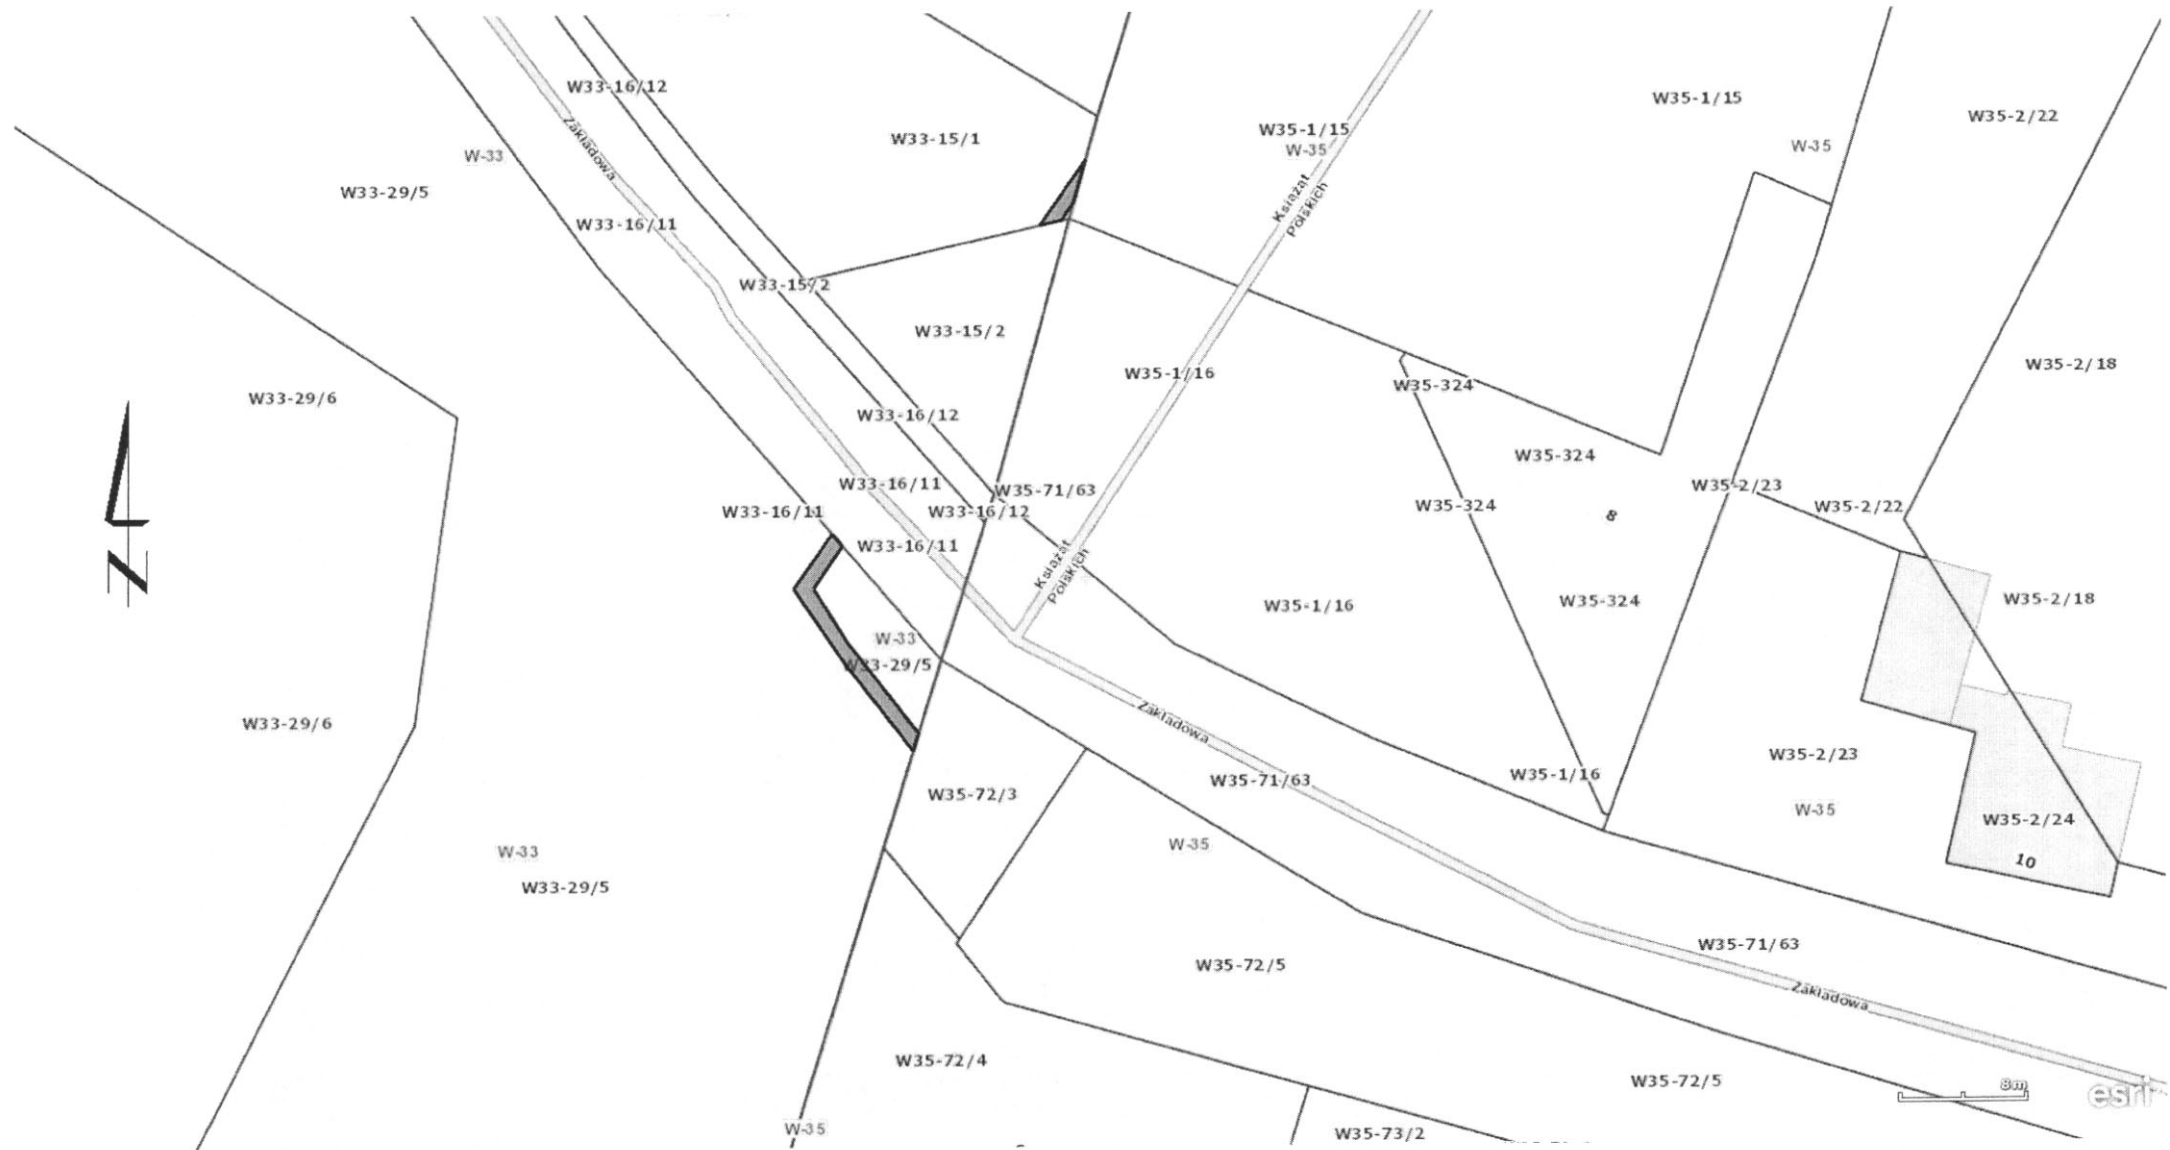 W33-16/12
W35-1/15
W35-2/22
Zakładowa
W33-15/1
W35-1/15
W-35
W-35
W-33
W33-29/5
Książąt
Polskich
W33-16/11
W33-15/2
W33-15/2
W35-2/18
W35-1/16
W35-324
W33-29/6
W33-16/12
W35-324
W33-16/11
W35-71/63
W35-2/23
W33-16/11
W33-16/12
W35-324
8
W35-2/22
W33-16/11
Książąt
Polskich
N
W35-1/16
W35-324
W35-2/18
W-33
W33-29/5
W33-29/6
Zakładowa
W35-72/3
W35-71/63
W35-1/16
W35-2/23
W-35
W35-2/24
10
W-33
W33-29/5
W-35
W35-71/63
W35-72/5
Zakładowa
W35-72/4
W35-72/5
8m
esri
W-35
W35-73/2